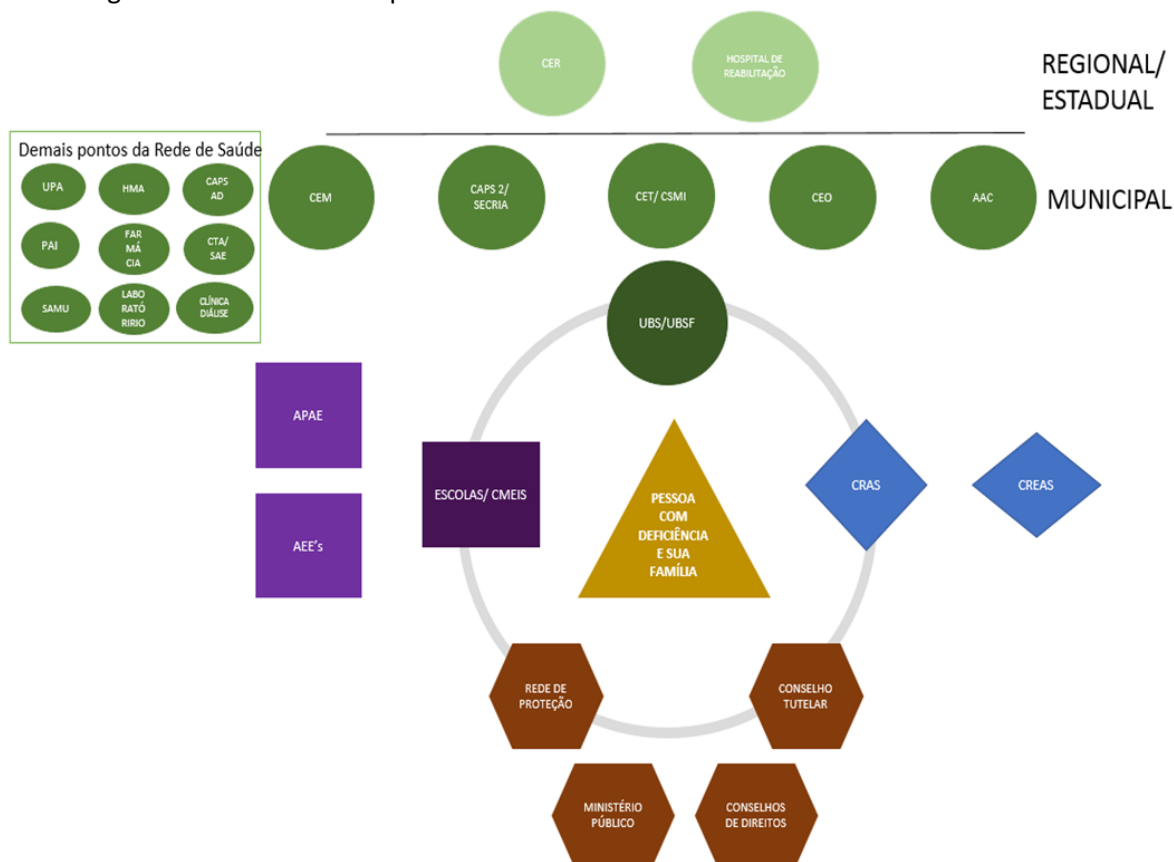 CER
HOSPITAL DE
REABILITAÇÃO
REGIONAL/
ESTADUAL
Demais pontos da Rede de Saúde
UPA
HMA
CAPS
AD
PAI
FAR
MÁ
CIA
CTA/
SAE
SAMU
LABO
RATÓ
RIRIO
CLÍNICA
DIÁLISE
CEM
CAPS 2/
SECRIA
CET/ CSMI
CEO
AAC
MUNICIPAL
UBS/UBSF
APAE
AEE's
ESCOLAS/ CMEIS
PESSOA
COM
DEFICIÊNCIA
E SUA
FAMÍLIA
CRAS
CREAS
REDE DE
PROTEÇÃO
CONSELHO
TUTELAR
MINISTÉRIO
PÚBLICO
CONSELHOS
DE DIREITOS